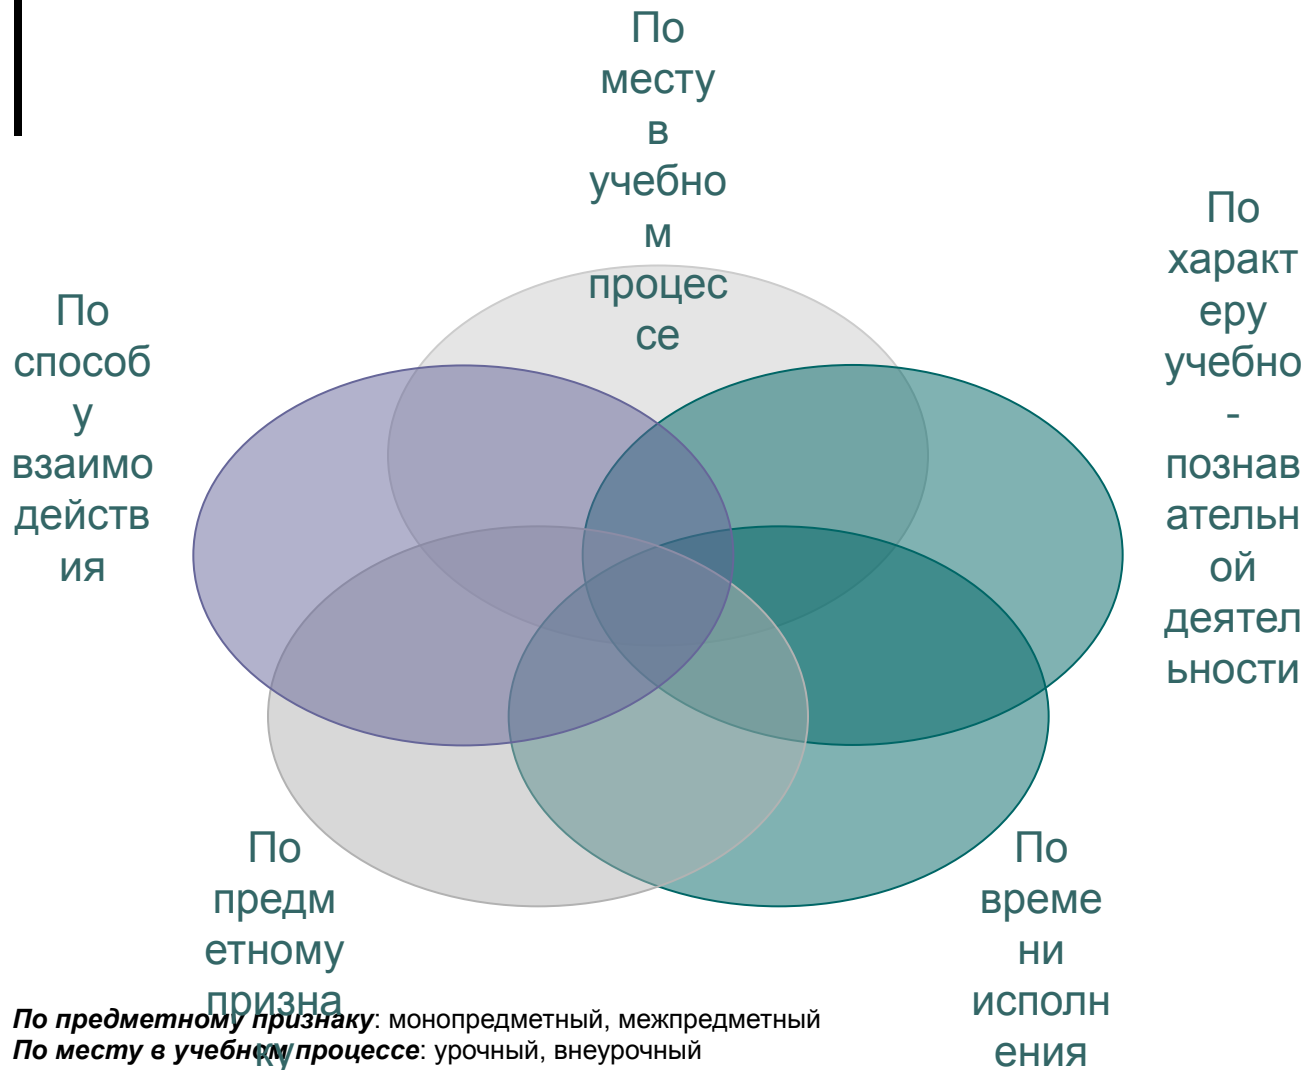 По
месту
в
учебно
м
процес
се
По
характ
еру
учебно
-
познав
ательн
ой
деятел
ьности
По
способ
у
взаимо
действ
ия
По
предм
етному
призна
ку
По
време
ни
исполн
ения
По предметному признаку: монопредметный, межпредметный
По месту в учебном процессе: урочный, внеурочный